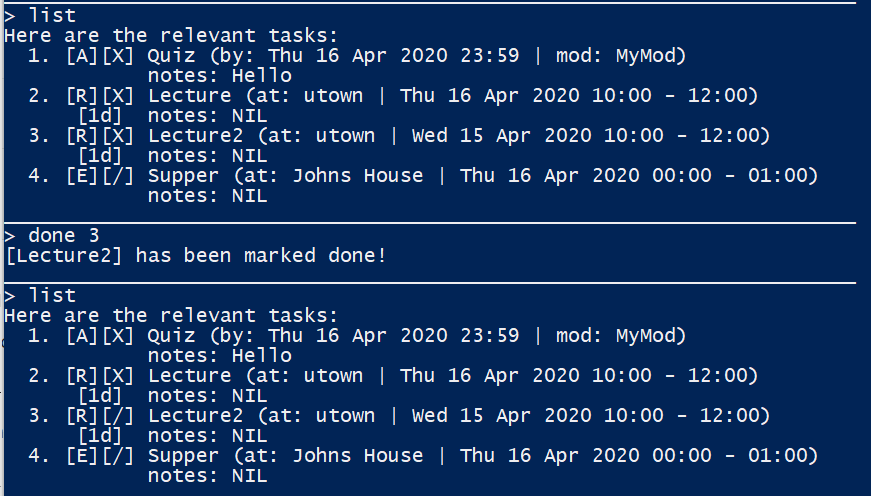 > list
Here are the relevant tasks:
1. [A][X] Quiz (by: Thu 16 Apr 2020 23:59 | mod: MyMod)
notes: Hello
2. [R][X] Lecture (at: utown | Thu 16 Apr 2020 10:00 - 12:00)
[1d] notes: NIL
3. [R][X] Lecture2 (at: utown | Wed 15 Apr 2020 10:00 - 12:00)
[1d] notes: NIL
4. [E][/] Supper (at: Johns House | Thu 16 Apr 2020 00:00 - 01:00)
notes: NIL
> done 3
[Lecture2] has been marked done!
> list
Here are the relevant tasks:
1. [A][X] Quiz (by: Thu 16 Apr 2020 23:59 | mod: MyMod)
notes: Hello
2. [R][X] Lecture (at: utown | Thu 16 Apr 2020 10:00 - 12:00)
[1d] notes: NIL
3. [R][/] Lecture2 (at: utown | Wed 15 Apr 2020 10:00 - 12:00)
[1d] notes: NIL
4. [E][/] Supper (at: Johns House | Thu 16 Apr 2020 00:00 - 01:00)
notes: NIL